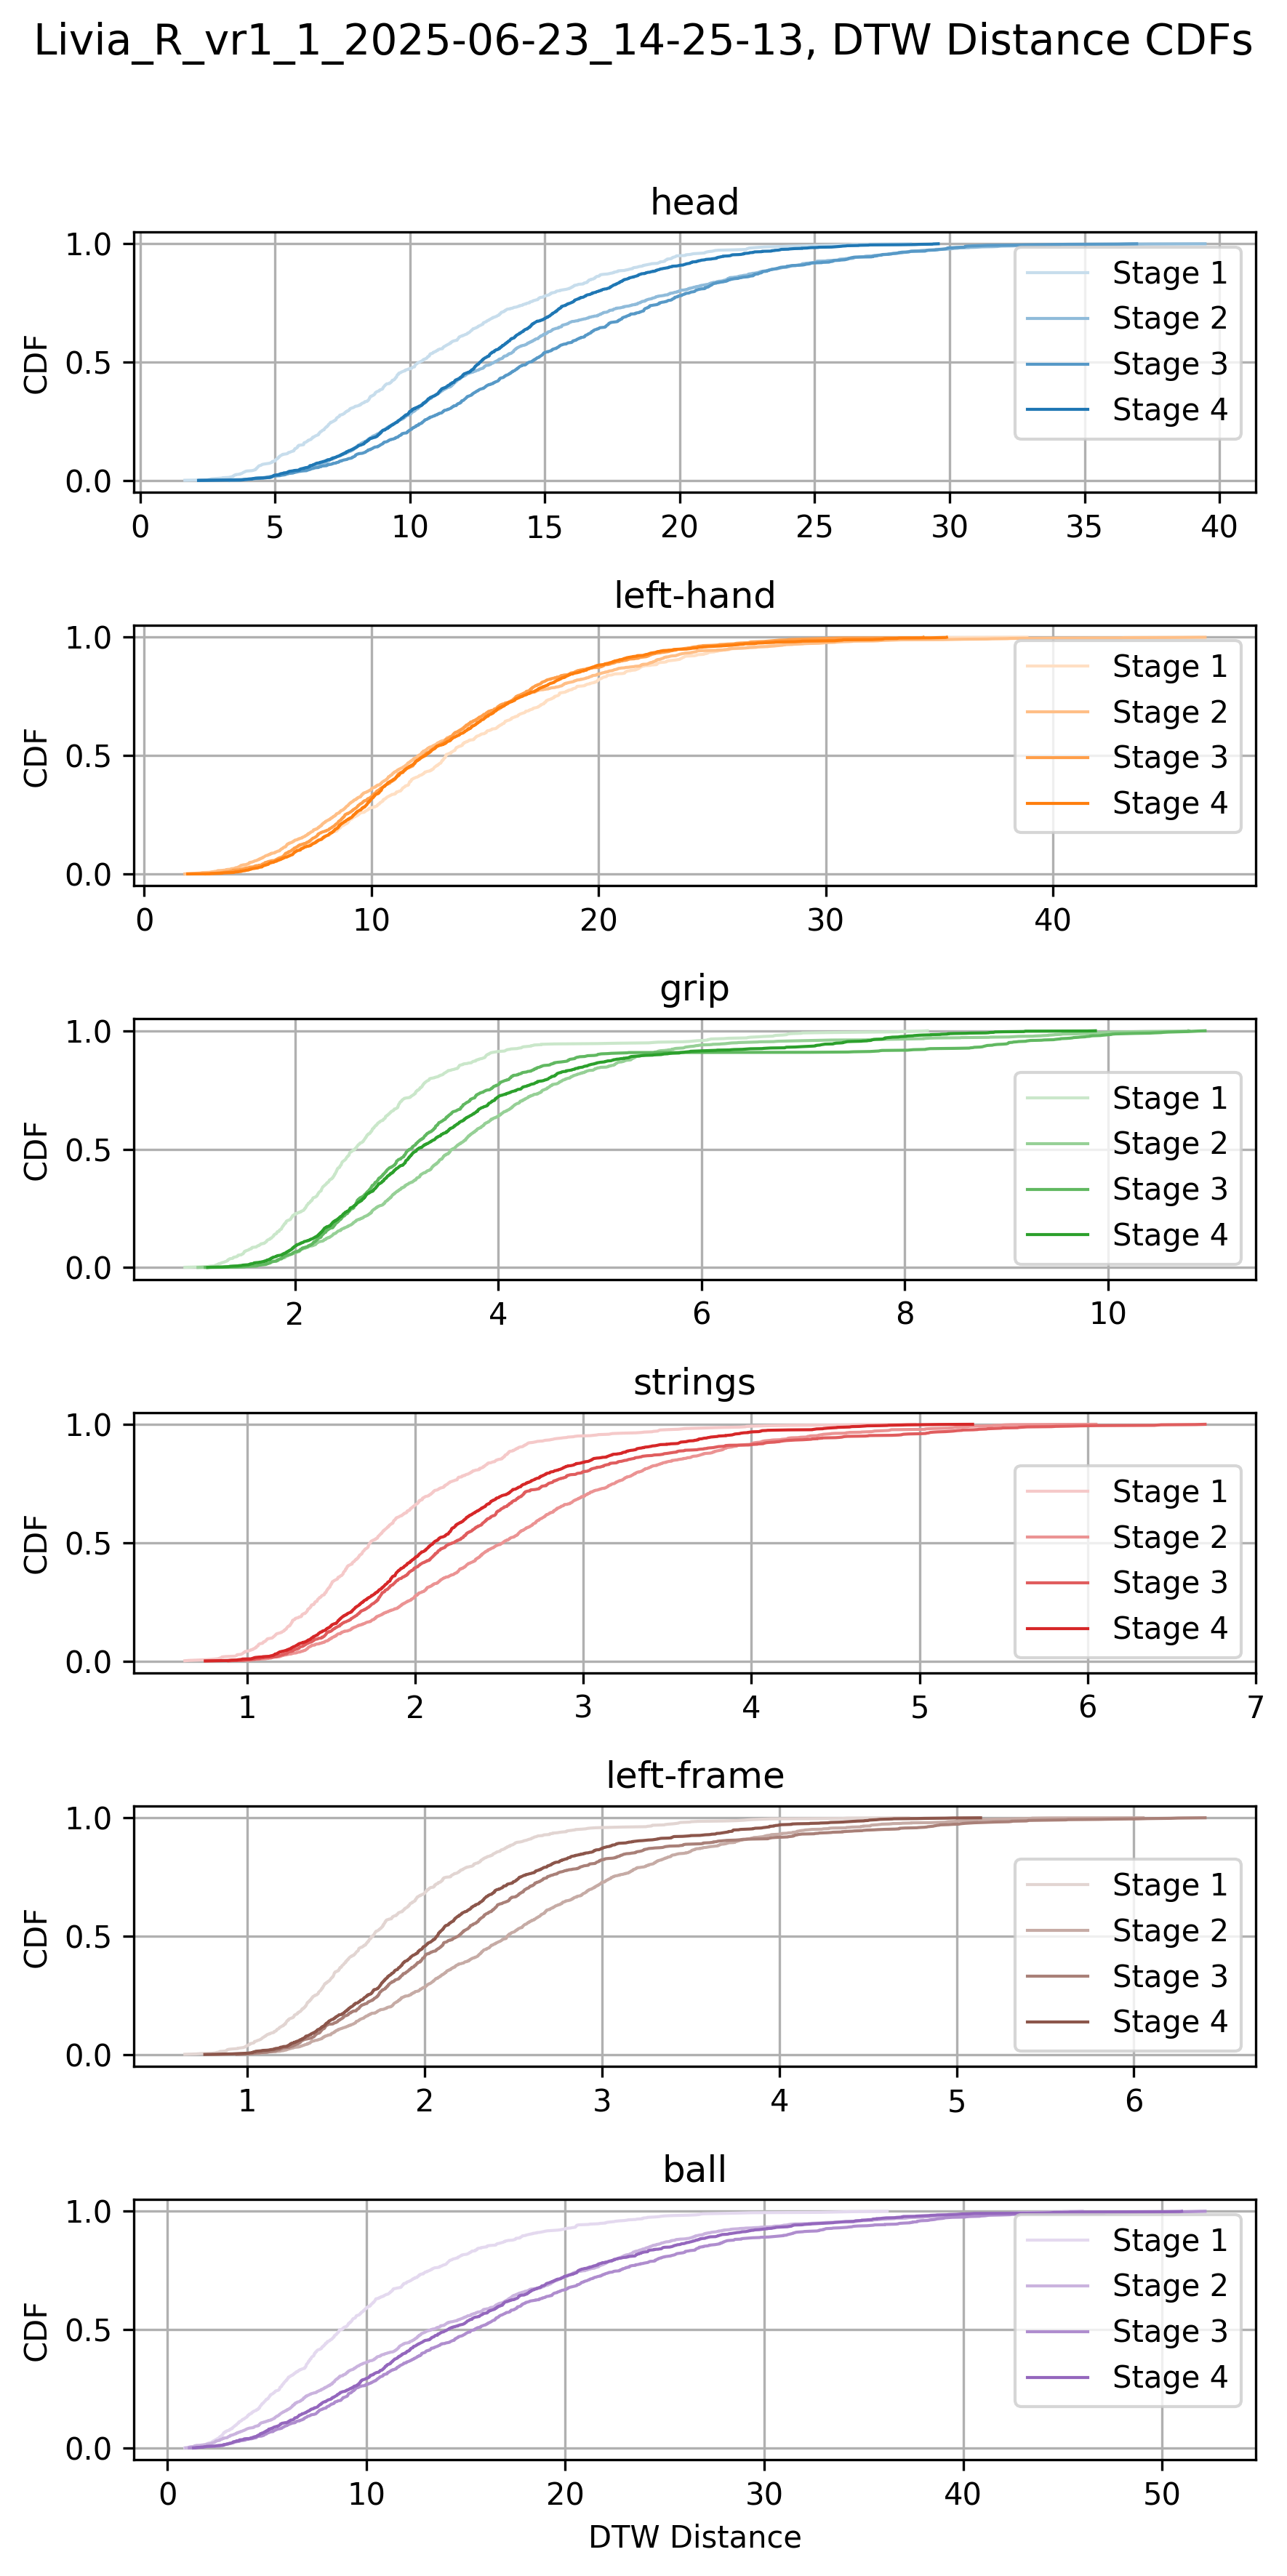 Livia_R_vr1_1_2025-06-23_14-25-13, DTW Distance CDFs
head
CDF
1.0
0.5
0.0
Stage 1
Stage 2
Stage 3
Stage 4
0 5 10 15 20 25 30 35 40
left-hand
CDF
1.0
0.5
0.0
Stage 1
Stage 2
Stage 3
Stage 4
0 10 20 30 40
grip
CDF
1.0
0.5
0.0
Stage 1
Stage 2
Stage 3
Stage 4
2 4 6 8 10
strings
CDF
1.0
0.5
0.0
Stage 1
Stage 2
Stage 3
Stage 4
1 2 3 4 5 6 7
left-frame
CDF
1.0
0.5
0.0
Stage 1
Stage 2
Stage 3
Stage 4
1 2 3 4 5 6
ball
CDF
1.0
0.5
0.0
Stage 1
Stage 2
Stage 3
Stage 4
0 10 20 30 40 50
DTW Distance